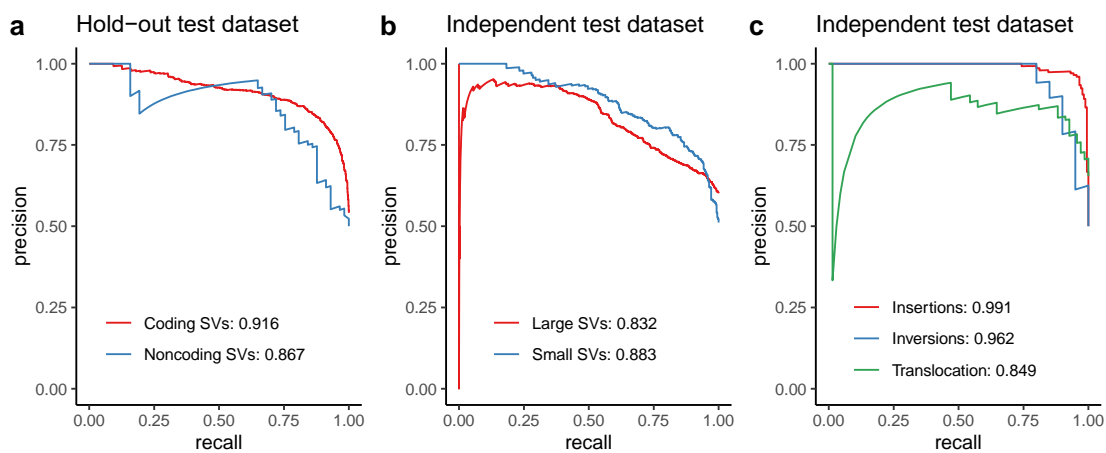 a
Hold-out test dataset
precision
1.00
0.75
0.50
0.25
0.00
Coding SVs: 0.916
Noncoding SVs: 0.867
0.00 0.25 0.50 0.75 1.00
recall
b
Independent test dataset
precision
1.00
0.75
0.50
0.25
0.00
Large SVs: 0.832
Small SVs: 0.883
0.00 0.25 0.50 0.75 1.00
recall
c
Independent test dataset
precision
1.00
0.75
0.50
0.25
0.00
Insertions: 0.991
Inversions: 0.962
Translocation: 0.849
0.00 0.25 0.50 0.75 1.00
recall